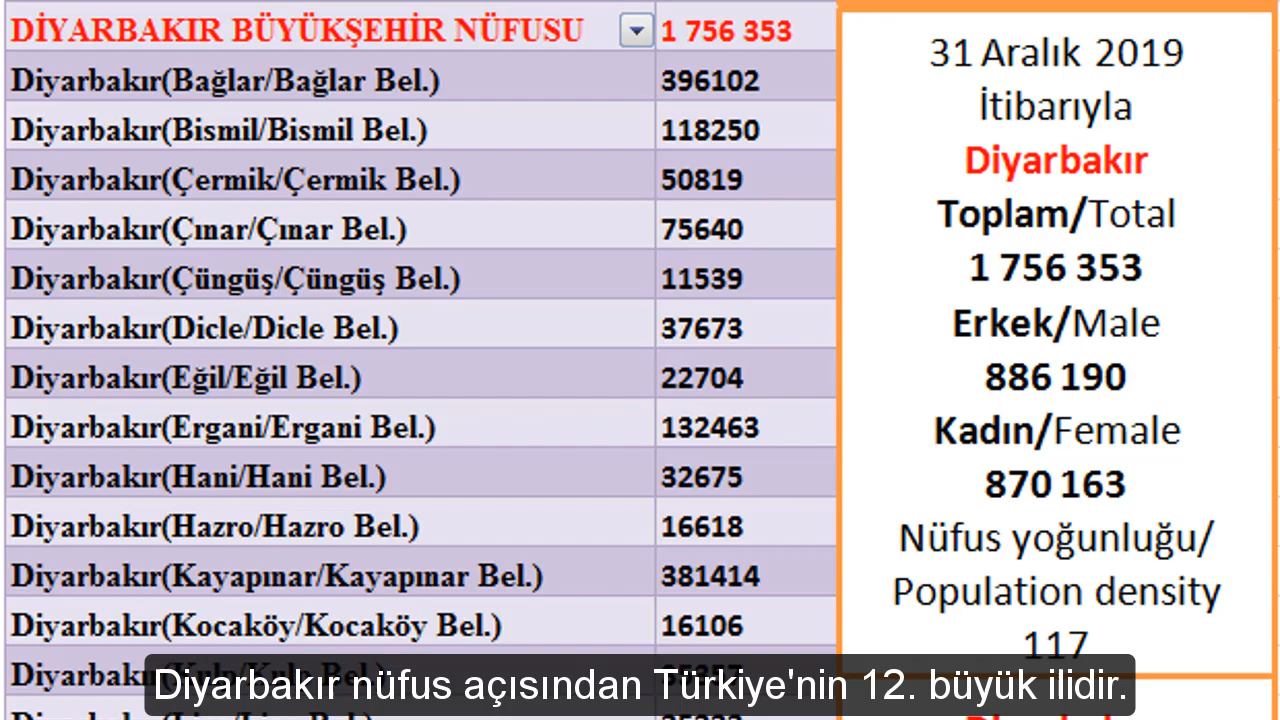 DİYARBAKIR BÜYÜKŞEHİR NÜFUSU 1 756 353
Diyarbakır(Bağlar/Bağlar Bel.) 396102
Diyarbakır(Bismil/Bismil Bel.) 118250
Diyarbakır(Çermik/Çermik Bel.) 50819
Diyarbakır(Çınar/Çınar Bel.) 75640
Diyarbakır(Çüngüş/Çüngüş Bel.) 11539
Diyarbakır(Dicle/Dicle Bel.) 37673
Diyarbakır(Eğil/Eğil Bel.) 22704
Diyarbakır(Ergani/Ergani Bel.) 132463
Diyarbakır(Hani/Hani Bel.) 32675
Diyarbakır(Hazro/Hazro Bel.) 16618
Diyarbakır(Kayapınar/Kayapınar Bel.) 381414
Diyarbakır(Kocaköy/Kocaköy Bel.) 16106
31 Aralık 2019
İtibarıyla
Diyarbakır
Toplam/Total
1 756 353
Erkek/Male
886 190
Kadın/Female
870 163
Nüfus yoğunluğu/
Population density
117
Diyarbakır nüfus açısından Türkiye'nin 12. büyük ilidir.